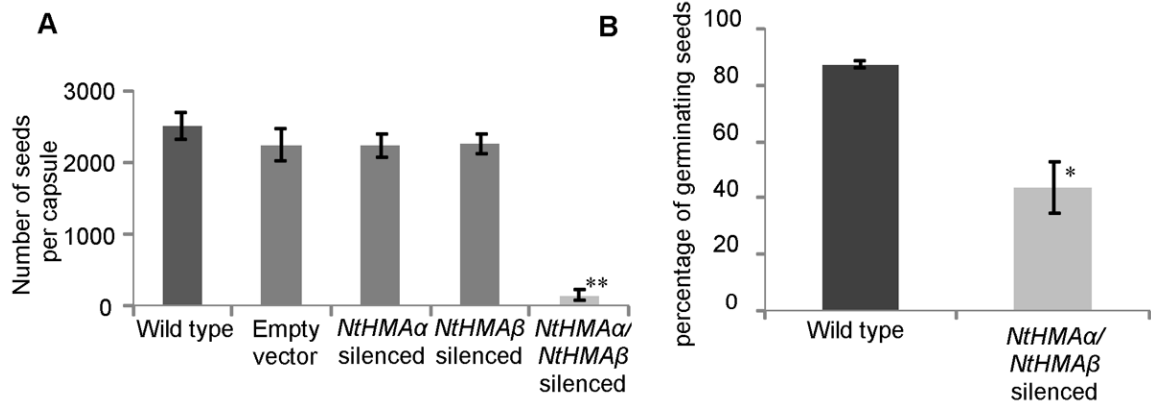 A
Number of seeds
per capsule
3000
2000
1000
0
**
Wild type
Empty
vector
NtHMAα
silenced
NtHMAβ
silenced
NtHMAα/
NtHMAβ
silenced
B
percentage of germinating seeds
100
80
60
40
20
0
*
Wild type
NtHMAα/
NtHMAβ
silenced